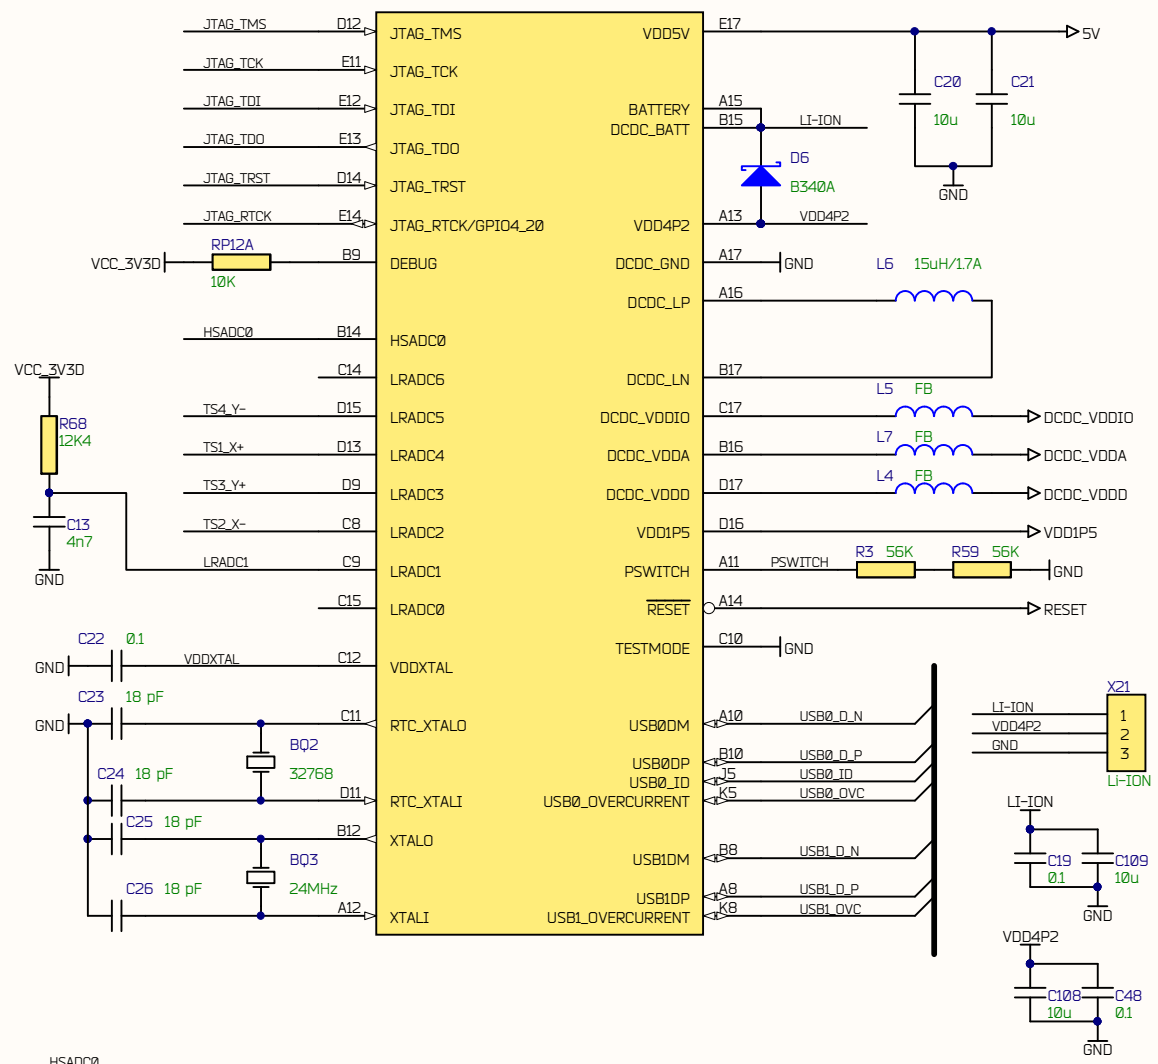 JTAG_TMS D12 JTAG_TMS
JTAG_TCK E11 JTAG_TCK
JTAG_TDI E12 JTAG_TDI
JTAG_TDO E13 JTAG_TDO
JTAG_TRST D14 JTAG_TRST
JTAG_RTCK E14 JTAG_RTCK/GPIO4_20
RP12A
VCC_3V3D B9 DEBUG
10K
HSADC0 B14 HSADC0
VCC_3V3D C14 LRADC6
TS4_Y- D15 LRADC5
R68
12K4
TS1_X+ D13 LRADC4
TS3_Y+ D9 LRADC3
TS2_X- C8 LRADC2
C13
4n7
GND
LRADC1 C9 LRADC1
C15 LRADC0
C22 0.1
GND VDDXTAL C12 VDDXTAL
C23 18 pF
GND C11 RTC_XTALO
BQ2
32768
C24 18 pF
D11 RTC_XTALI
C25 18 pF
B12 XTALO
BQ3
24MHz
C26 18 pF
A12 XTALI
VDD5V E17 5V
C20 C21
10u 10u
GND
BATTERY A15
DCDC_BATT B15 LI-ION
D6
B340A
VDD4P2 A13 VDD4P2
DCDC_GND A17 GND
L6 15uH/1.7A
DCDC_LP A16
DCDC_LN B17
L5 FB
DCDC_VDDIO C17 DCDC_VDDIO
L7 FB
DCDC_VDDA B16 DCDC_VDDA
L4 FB
DCDC_VDDD D17 DCDC_VDDD
VDD1P5 D16 VDD1P5
R3 56K R59 56K
PSWITCH A11 PSWITCH GND
RESET A14 RESET
TESTMODE C10 GND
USB0DM A10 USB0_D_N
USB0DP B10 USB0_D_P
USB0_ID J5 USB0_ID
USB0_OVERCURRENT K5 USB0_OVC
USB1DM B8 USB1_D_N
USB1DP A8 USB1_D_P
USB1_OVERCURRENT K8 USB1_OVC
X21
LI-ION 1
VDD4P2 2
GND 3
Li-ION
LI-ION
C19 C109
0.1 10u
GND
VDD4P2
C108 C48
10u 0.1
GND
HSADC0